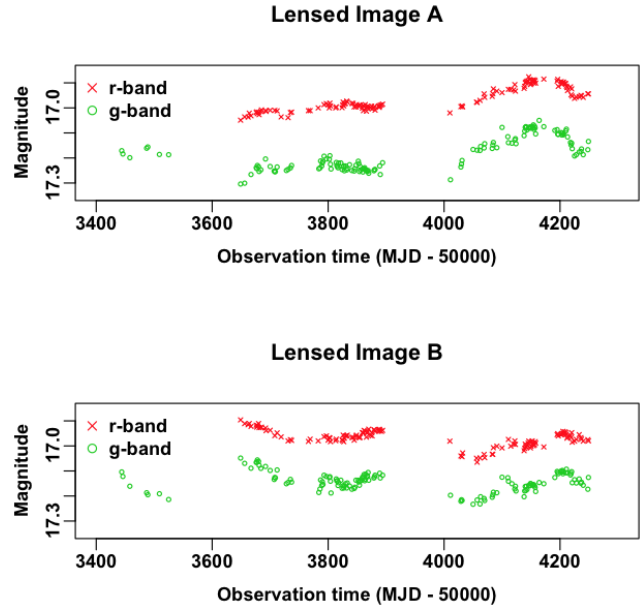 Lensed Image A
Magnitude
17.0
17.3
r-band
g-band
3400 3600 3800 4000 4200
Observation time (MJD - 50000)
Lensed Image B
Magnitude
17.0
17.3
r-band
g-band
3400 3600 3800 4000 4200
Observation time (MJD - 50000)